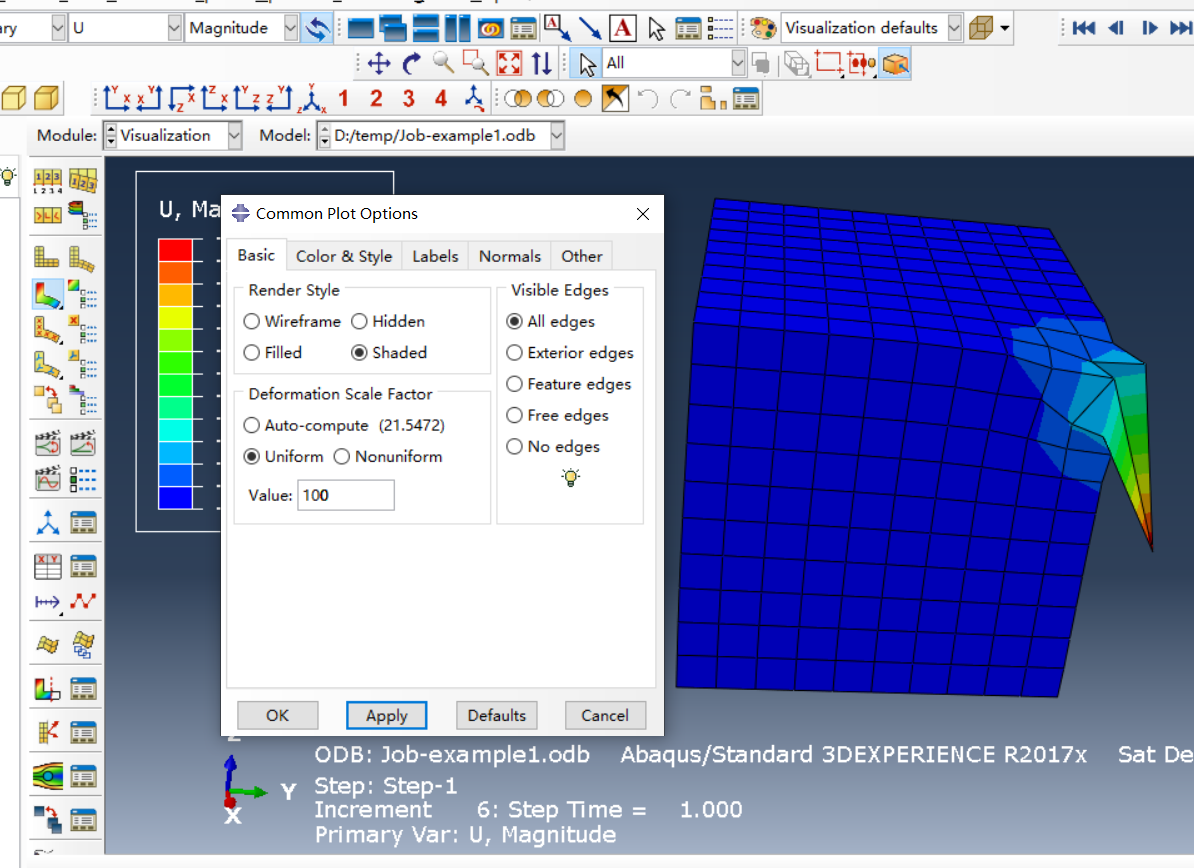 ry U Magnitude A Visualization defaults
All
1 2 3 4
Module: Visualization Model: D:/temp/Job-example1.odb
U, Ma
Common Plot Options
Basic Color & Style Labels Normals Other
Render Style
Wireframe Hidden
Filled Shaded
Visible Edges
All edges
Exterior edges
Feature edges
Free edges
No edges
Deformation Scale Factor
Auto-compute (21.5472)
Uniform Nonuniform
Value: 100
OK Apply Defaults Cancel
Z
Y
X
ODB: Job-example1.odb Abaqus/Standard 3DEXPERIENCE R2017x Sat De
Step: Step-1
Increment 6: Step Time = 1.000
Primary Var: U, Magnitude